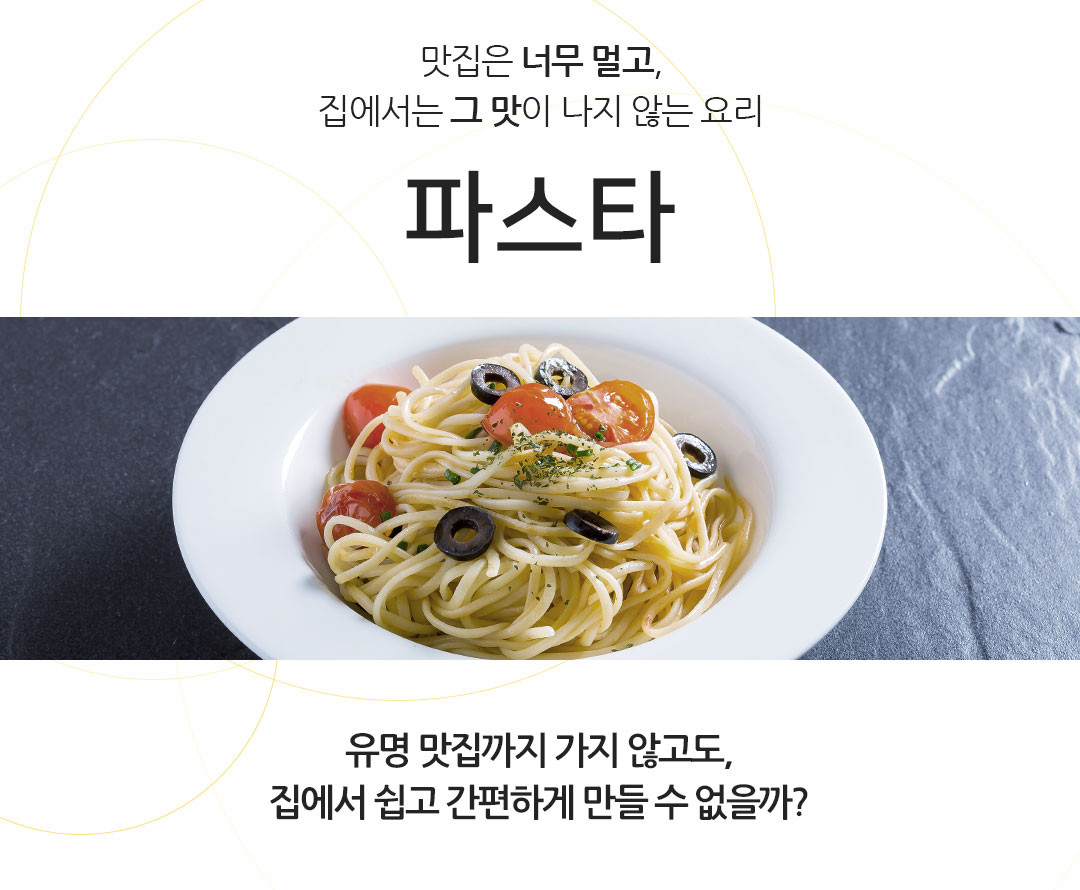 맛집은 너무 멀고,
집에서는 그 맛이 나지 않는 요리
파스타
유명 맛집까지 가지 않고도,
집에서 쉽고 간편하게 만들 수 없을까?